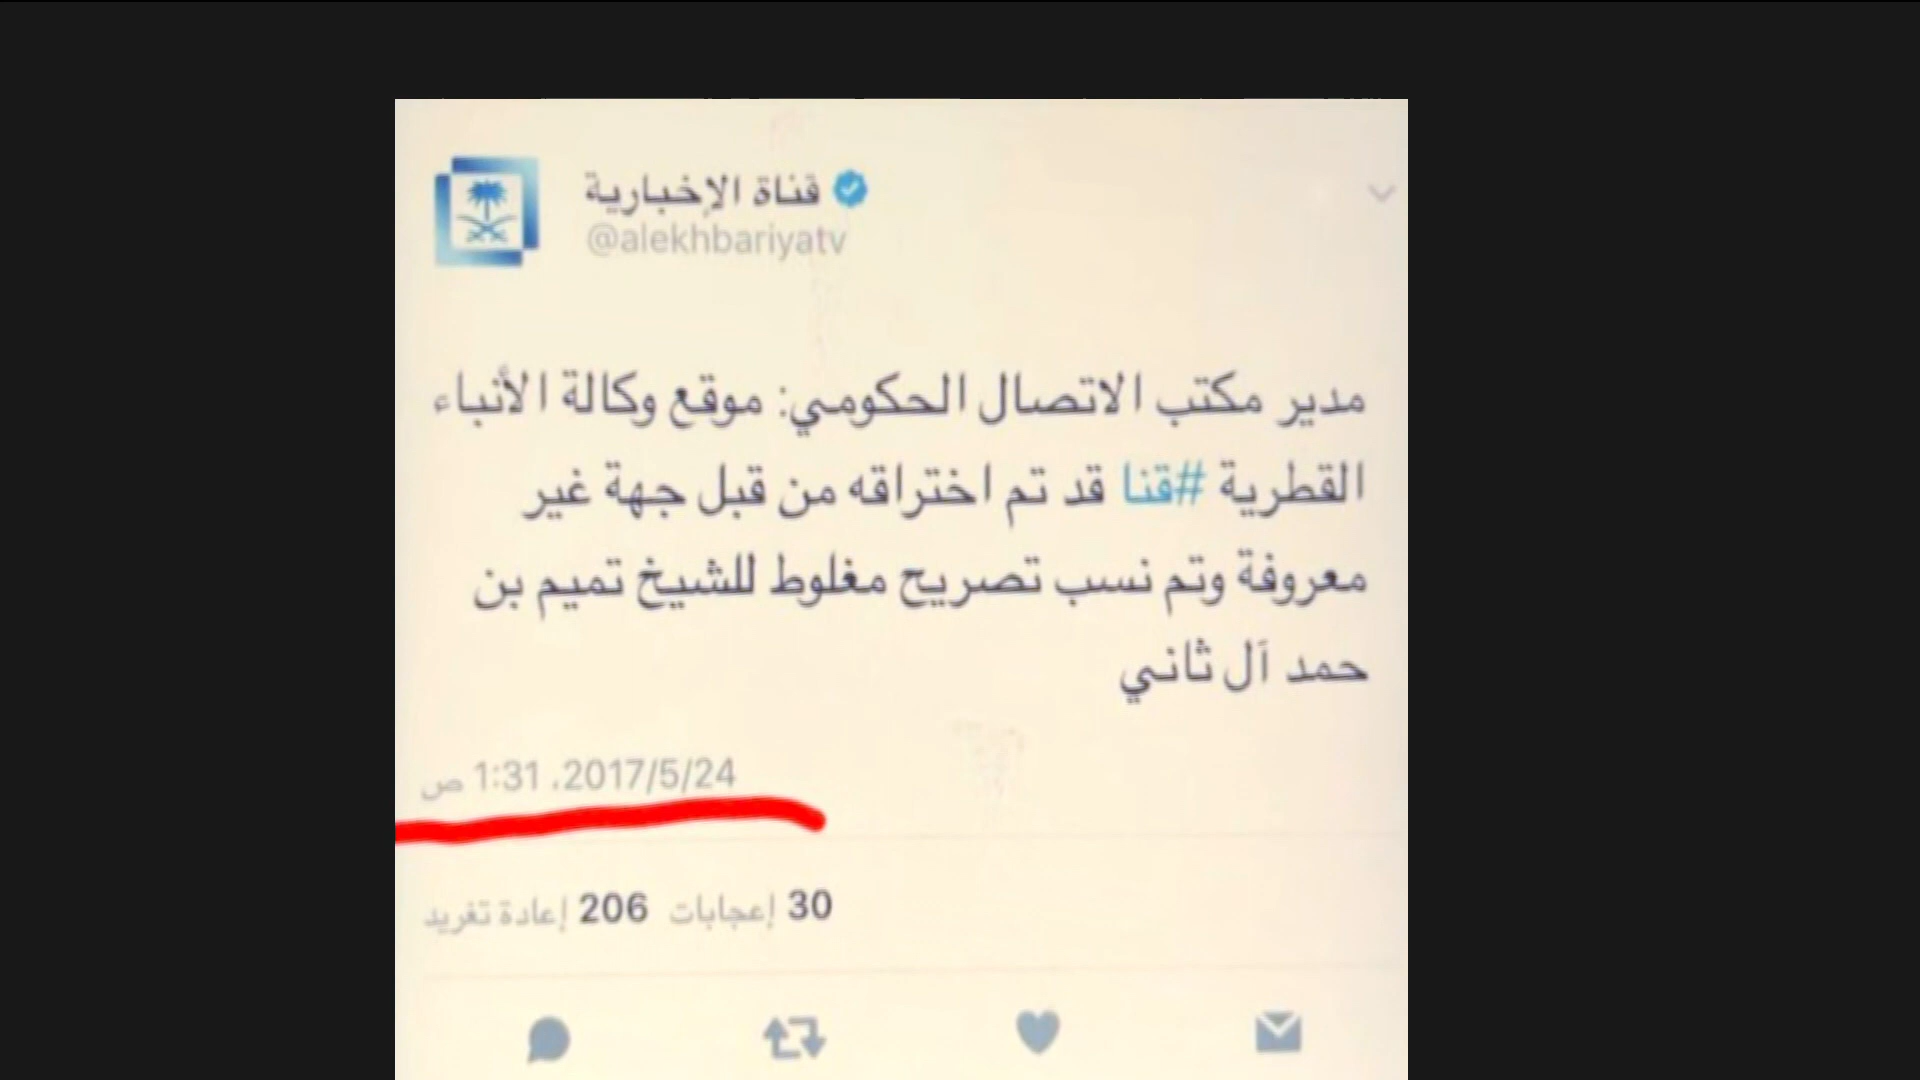 قناة الإخبارية
@alekhbariyatv
مدير مكتب الاتصال الحكومي: موقع وكالة الأنباء
القطرية #قنا قد تم اختراقه من قبل جهة غير
معروفة وتم نسب تصريح مغلوط للشيخ تميم بن
حمد آل ثاني
2017/5/24، 1:31 ص
30 إعجابات 206 إعادة تغريد